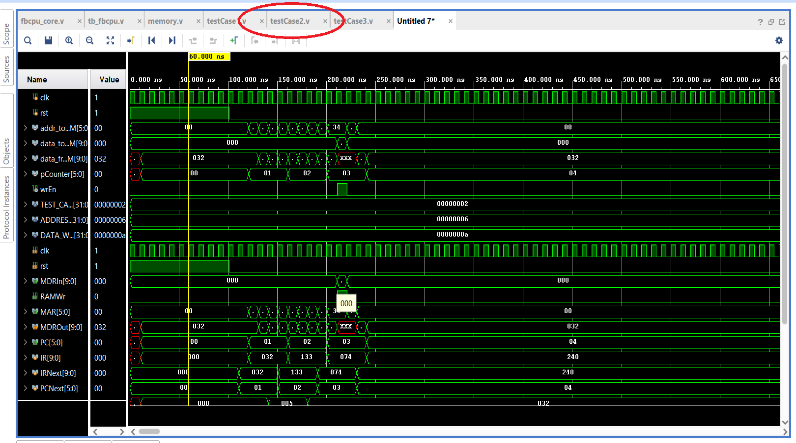 fbcpu_core.v × tb_fbcpu.v × memory.v × testCase × testCase2.v × testCase3.v × Untitled 7* ×
Scope
Sources
Objects
Protocol Instances
60.000 ns
Name Value
0.000 ns 50.000 ns 100.000 ns 150.000 ns 200.000 ns 250.000 ns 300.000 ns 350.000 ns 400.000 ns 450.000 ns 500.000 ns 550.000 ns 600.000 ns
clk 1
rst 1
addr_to...M[5:0 00 00 34 00
data_to...M[9:0] 000 000 000
data_fr...M[9:0] 032 032 XXX 032
pCounter[5:0] 00 00 01 02 03 04
wrEn 0
TEST_CA...[31:0 00000002 00000002
ADDRES...31:0] 00000006 00000006
DATA_W...[31:0] 0000000a 0000000a
clk 1
rst 1
MDRIn[9:0] 000 000 000
RAMWr 0
000
MAR[5:0] 00 00 00
MDROut[9:0] 032 032 XXX 032
PC[5:0] 00 00 01 02 03 04
IR[9:0] 000 000 032 133 074 240
IRNext[9:0] 000 000 032 133 074 240
PCNext[5:0] 00 00 01 02 03 04
000 005 032